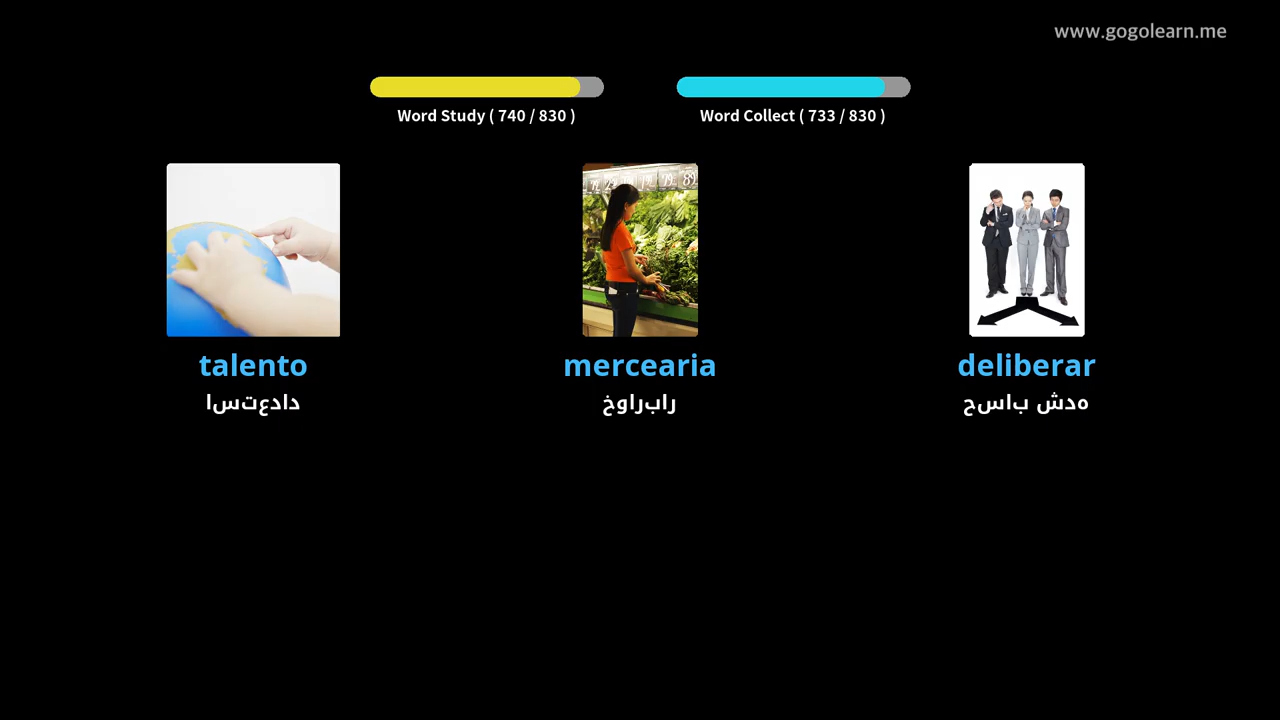 www.gogolearn.me
Word Study ( 740 / 830 )
Word Collect ( 733 / 830 )
talento
دادعتسا
mercearia
رابراوخ
deliberar
هدش باسح